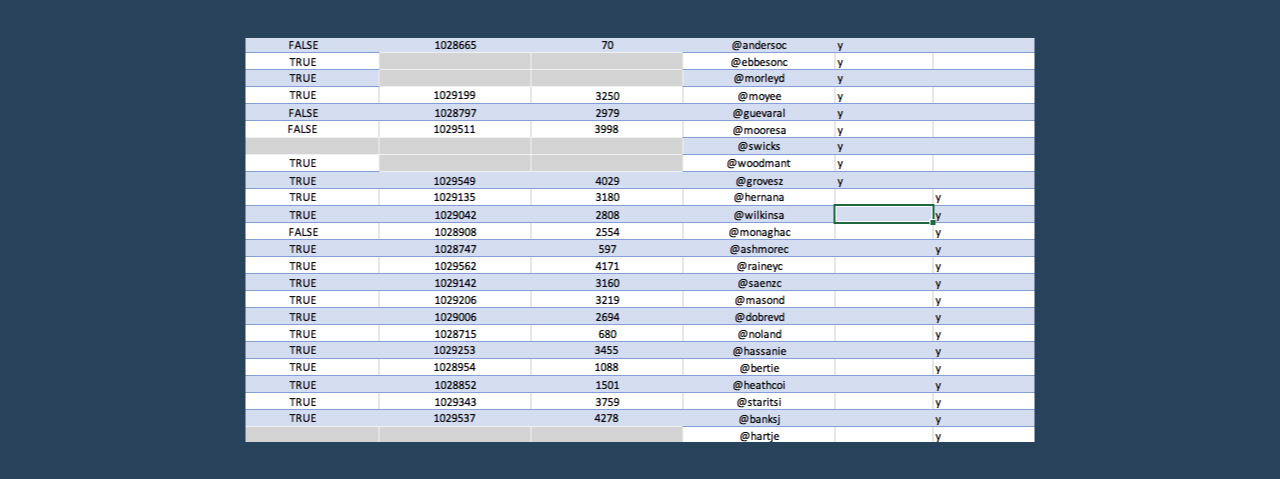 FALSE 1028665 70 @andersoc y
TRUE @ebbesonc y
TRUE @morleyd y
TRUE 1029199 3250 @moyee y
FALSE 1028797 2979 @guevaral y
FALSE 1029511 3998 @mooresa y
@swicks y
TRUE @woodmant y
TRUE 1029549 4029 @grovesz y
TRUE 1029135 3180 @hernana y
TRUE 1029042 2808 @wilkinsa y
FALSE 1028908 2554 @monaghac y
TRUE 1028747 597 @ashmorec y
TRUE 1029562 4171 @raineyc y
TRUE 1029142 3160 @saenzc y
TRUE 1029206 3219 @masond y
TRUE 1029006 2694 @dobrevd y
TRUE 1028715 680 @noland y
TRUE 1029253 3455 @hassanie y
TRUE 1028954 1088 @bertie y
TRUE 1028852 1501 @heathcoi y
TRUE 1029343 3759 @staritsi y
TRUE 1029537 4278 @banksj y
@hartje y